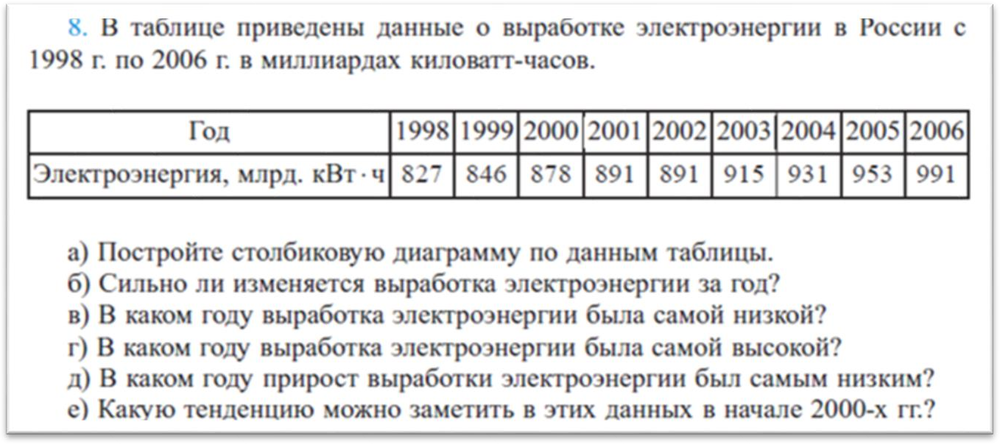 8. В таблице приведены данные о выработке электроэнергии в России с
1998 г. по 2006 г. в миллиардах киловатт-часов.
Год 1998 1999 2000 2001 2002 2003 2004 2005 2006
Электроэнергия, млрд. кВт · ч 827 846 878 891 891 915 931 953 991
а) Постройте столбиковую диаграмму по данным таблицы.
б) Сильно ли изменяется выработка электроэнергии за год?
в) В каком году выработка электроэнергии была самой низкой?
г) В каком году выработка электроэнергии была самой высокой?
д) В каком году прирост выработки электроэнергии был самым низким?
е) Какую тенденцию можно заметить в этих данных в начале 2000-х гг.?